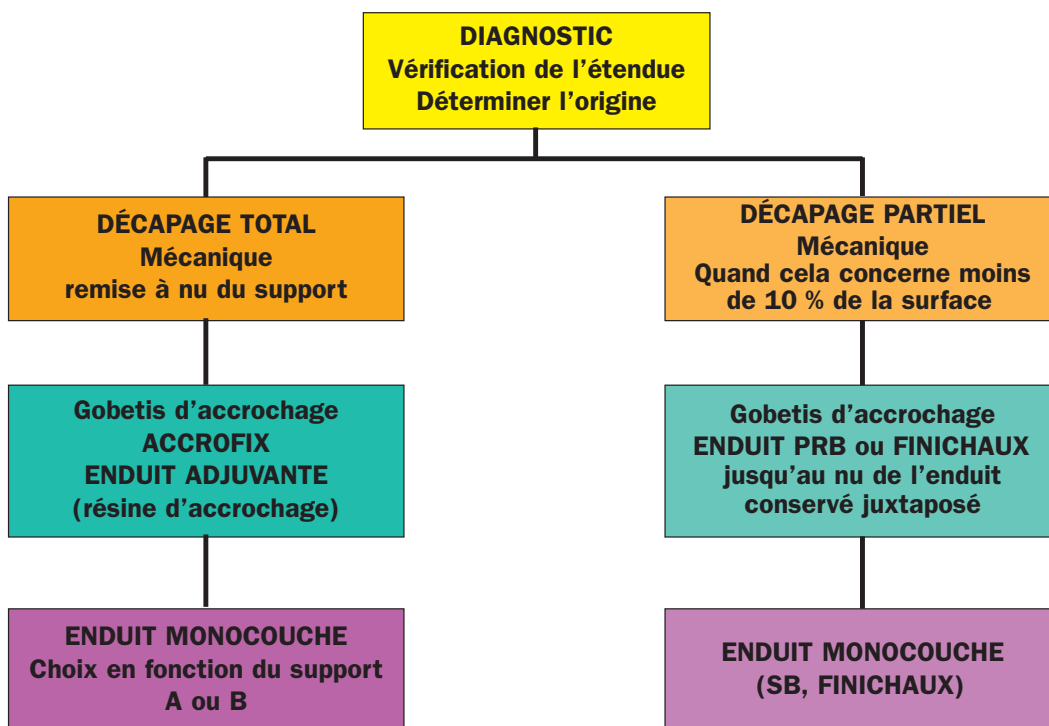 DIAGNOSTIC
Vérification de l'étendue
Déterminer l'origine
DÉCAPAGE TOTAL
Mécanique
remise à nu du support
DÉCAPAGE PARTIEL
Mécanique
Quand cela concerne moins
de 10 % de la surface
Gobetis d'accrochage
ACCROFIX
ENDUIT ADJUVANTE
(résine d'accrochage)
Gobetis d'accrochage
ENDUIT PRB ou FINICHAUX
jusqu'au nu de l'enduit
conservé juxtaposé
ENDUIT MONOCOUCHE
Choix en fonction du support
A ou B
ENDUIT MONOCOUCHE
(SB, FINICHAUX)